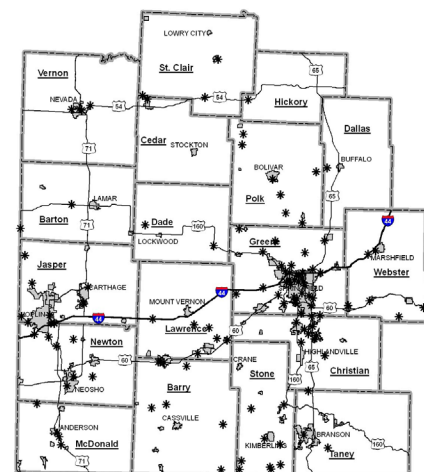 LOWRY CITY
Vernon
St. Clair
65
NEVADA
54
54
Hickory
Dallas
71
Cedar
STOCKTON
BUFFALO
BOLIVAR
Polk
LAMAR
65
Barton
71
Dade
160
LOCKWOOD
44
Jasper
MARSHFIELD
Webster
CARTHAGE
44
MOUNT VERNON
44
60
Lawrence
60
Newton
60
HIGHLANDVILLE
CRANE
65
Christian
NEOSHO
Barry
Stone
160
ANDERSON
CASSVILLE
McDonald
KIMBERLING
BRANSON
160
71
Taney